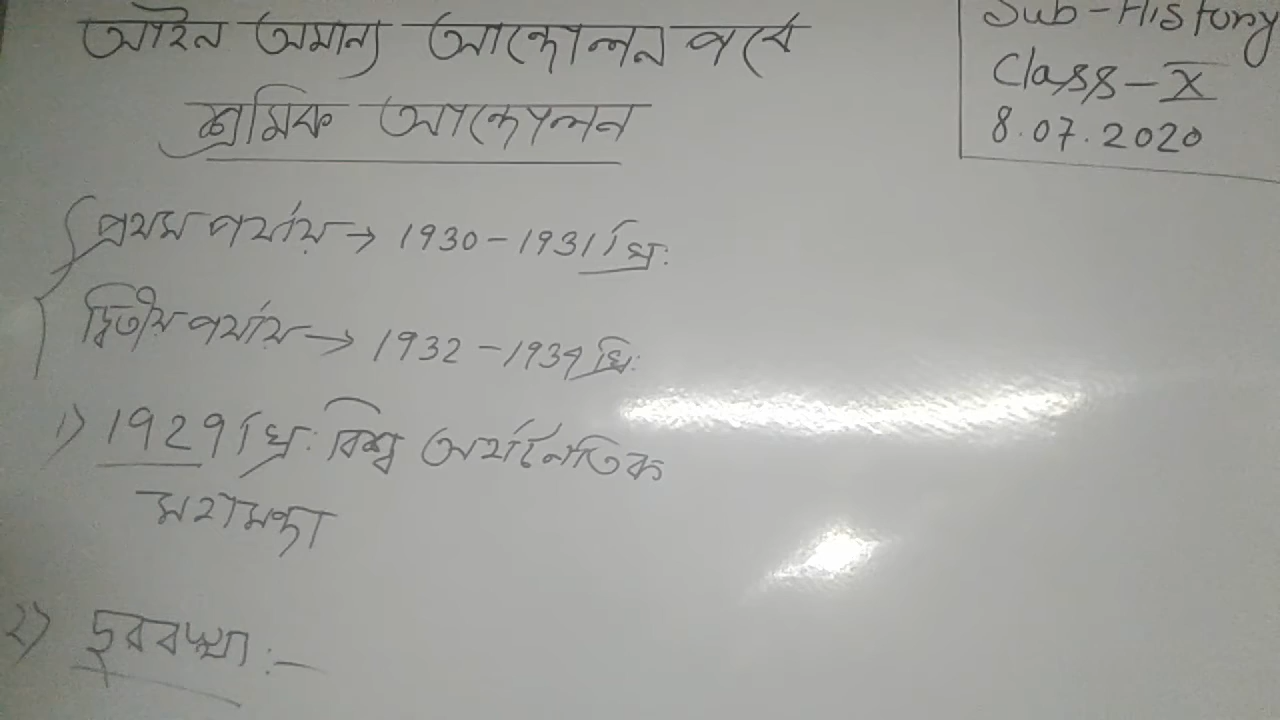 আইন অমান্য আন্দোলন পর্বে
শ্রমিক আন্দোলন
Sub-History
Class-X
8.07.2020
প্রথম পর্যায় → 1930-1931 খ্রি:
দ্বিতীয় পর্যায় → 1932-1934 খ্রি:
1) 1929 খ্রি: বিশ্ব অর্থনৈতিক
মহামন্দা
২) দুরবস্থা:-